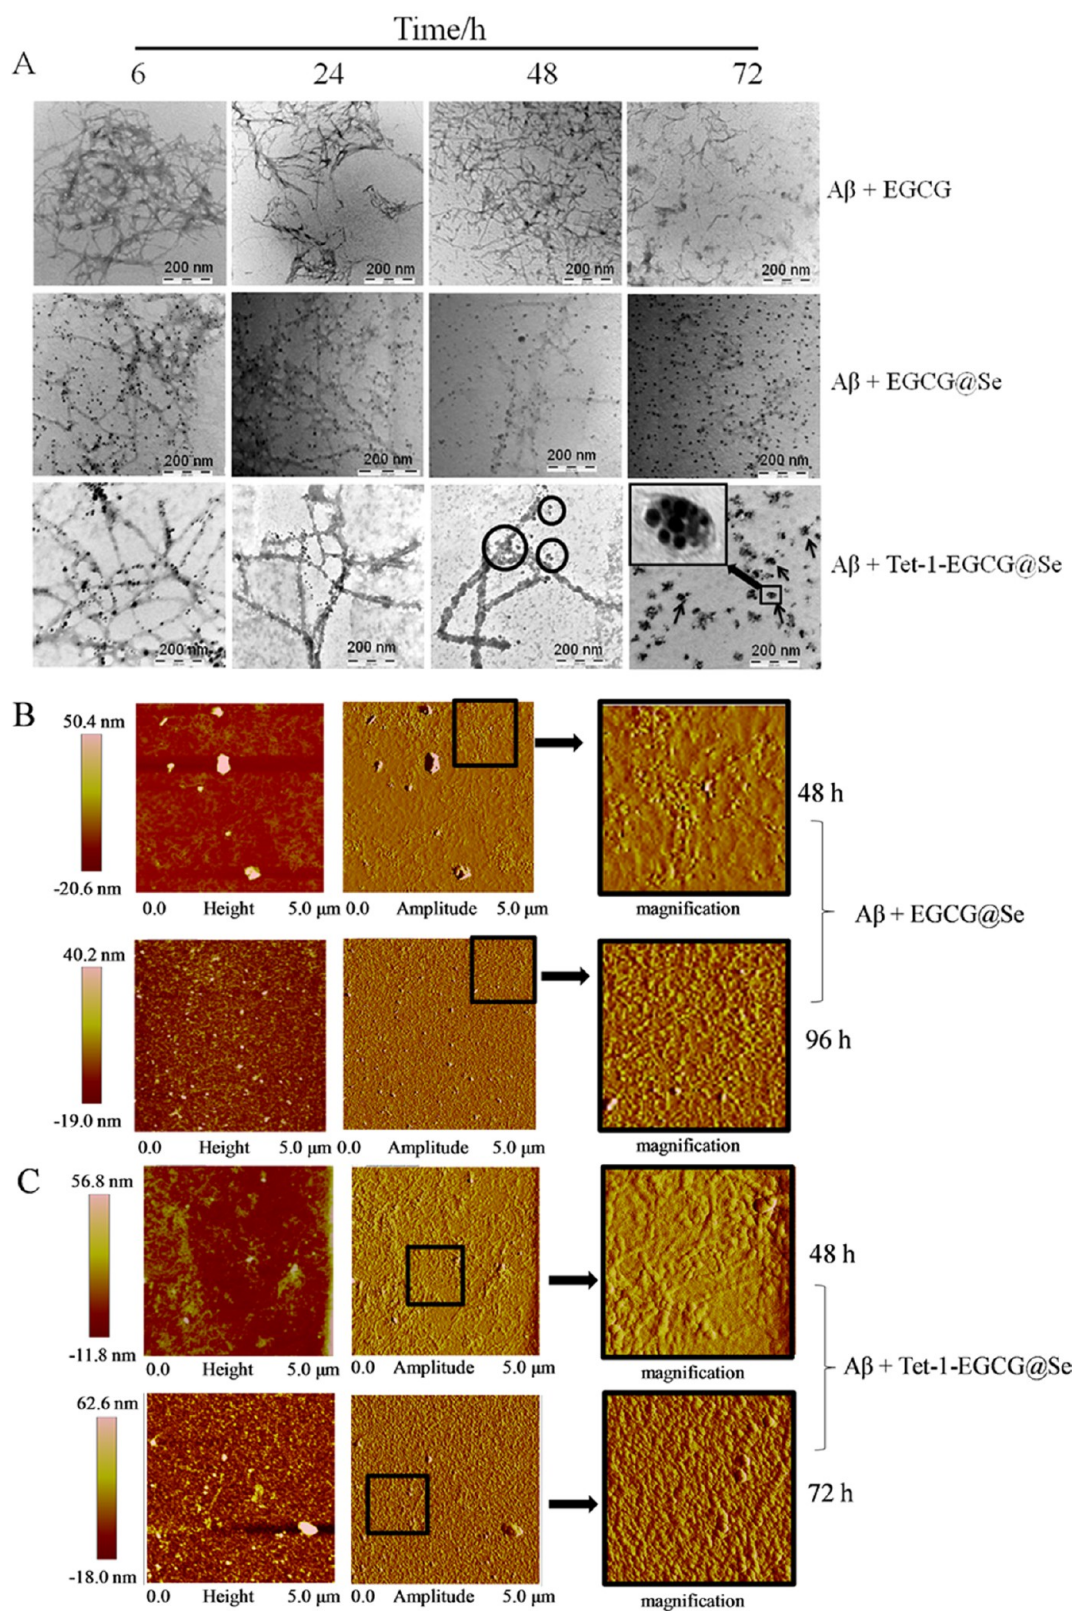 Time/h
A
6 24 48 72
200 nm 200 nm 200 nm 200 nm
Aβ + EGCG
200 nm 200 nm 200 nm 200 nm
Aβ + EGCG@Se
200 nm 200 nm 200 nm 200 nm
Aβ + Tet-1-EGCG@Se
B
50.4 nm
-20.6 nm
0.0 Height 5.0 μm 0.0 Amplitude 5.0 μm magnification
48 h
Aβ + EGCG@Se
40.2 nm
-19.0 nm
0.0 Height 5.0 μm 0.0 Amplitude 5.0 μm magnification
96 h
C
56.8 nm
-11.8 nm
0.0 Height 5.0 μm 0.0 Amplitude 5.0 μm magnification
48 h
Aβ + Tet-1-EGCG@Se
62.6 nm
-18.0 nm
0.0 Height 5.0 μm 0.0 Amplitude 5.0 μm magnification
72 h